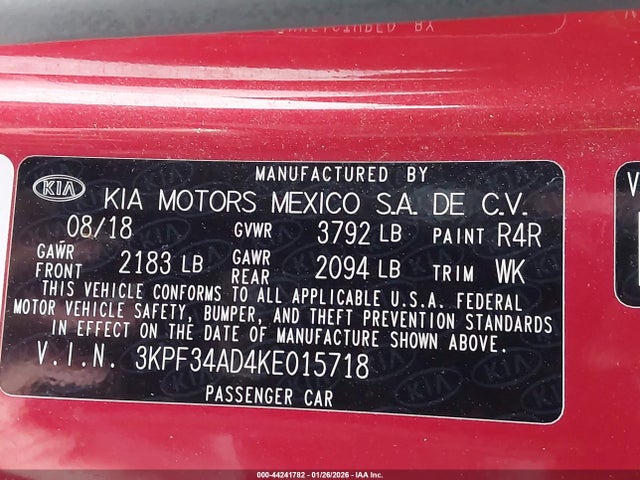 MANUFACTURED BY
KIA KIA MOTORS MEXICO S.A. DE C.V.
08/18 GVWR 3792 LB PAINT R4R
GAWR FRONT 2183 LB GAWR REAR 2094 LB TRIM WK
THIS VEHICLE CONFORMS TO ALL APPLICABLE U.S.A. FEDERAL
MOTOR VEHICLE SAFETY, BUMPER, AND THEFT PREVENTION STANDARDS
IN EFFECT ON THE DATE OF MANUFACTURE SHOWN ABOVE.
V.I.N. 3KPF34AD4KE015718
PASSENGER CAR
000-44241782 | 01/26/2026 - IAA Inc.